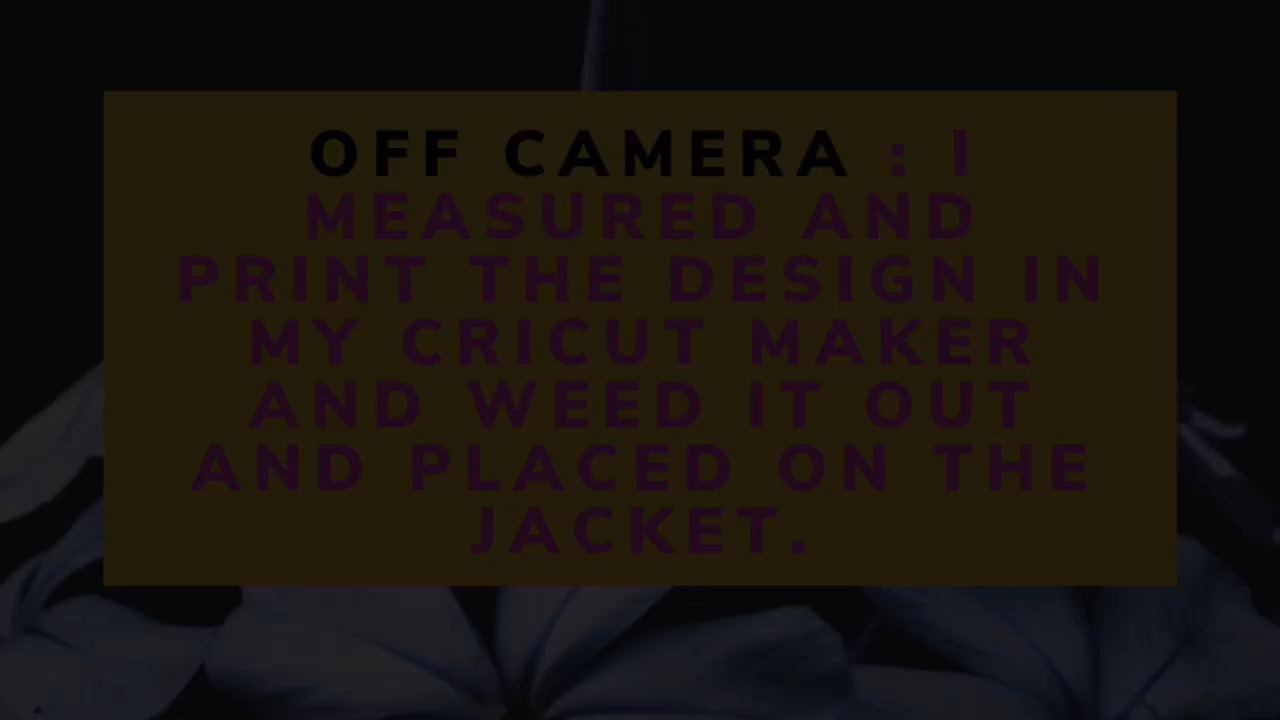 OFF CAMERA : I
MEASURED AND
PRINT THE DESIGN IN
MY CRICUT MAKER
AND WEED IT OUT
AND PLACED ON THE
JACKET.